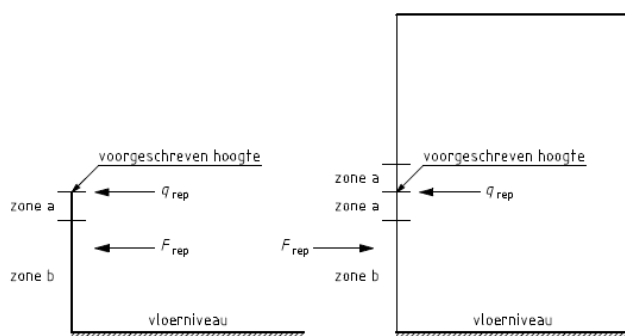 voorgeschreven hoogte
zone a
q rep
F rep
zone b
vloerniveau
voorgeschreven hoogte
zone a
zone a
q rep
F rep
zone b
vloerniveau